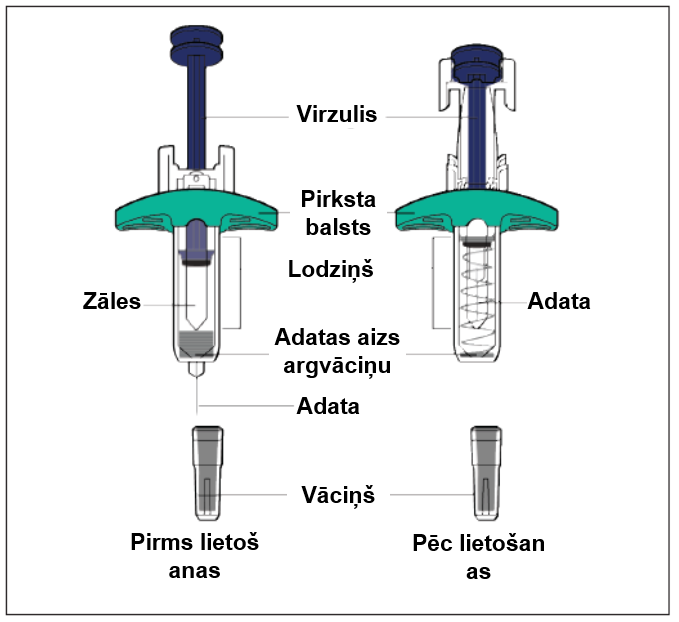 Virzulis
Pirksta
balsts
Lodziņš
Zāles
Adata
Adatas aizs
argvāciņu
Adata
Vāciņš
Pirms lietoš
anas
Pēc lietošan
as